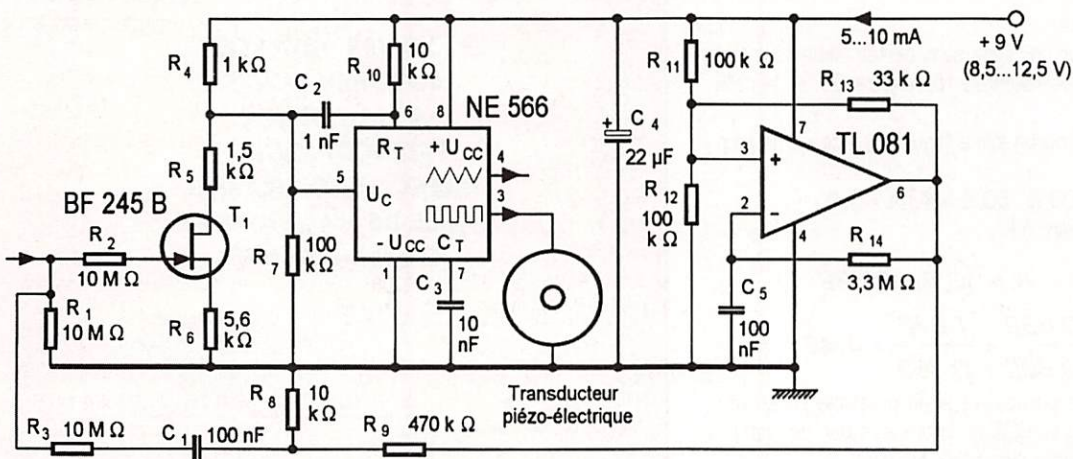 R4
1 kΩ
R10
10
kΩ
C2
1 nF
NE 566
6
8
RT
+ UCC
5
UC
4
3
- UCC
CT
1
7
R5
1,5
kΩ
BF 245 B
T1
R2
10 MΩ
R1
10 MΩ
R6
5,6
kΩ
R7
100
kΩ
C3
10
nF
R3
10 MΩ
C1
100 nF
R8
10
kΩ
R9
470 kΩ
Transducteur
piézo-électrique
+
C4
22 µF
R11
100 k Ω
R12
100
kΩ
R13
33 k Ω
5...10 mA
+ 9 V
(8,5...12,5 V)
7
TL 081
3
+
2
-
6
4
R14
3,3 M Ω
C5
100
nF